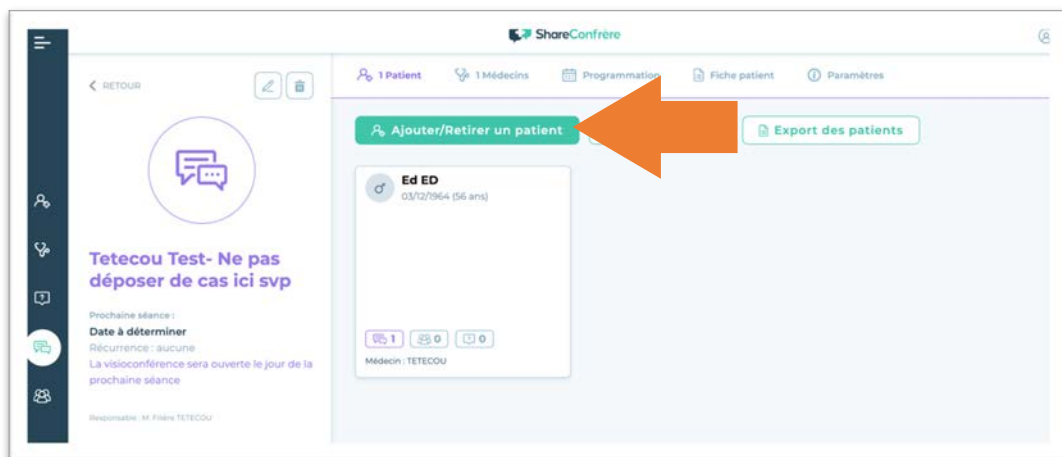 ShareConfrère
RETOUR
1 Patient
1 Médecins
Programmation
Fiche patient
Paramètres
Ajouter/Retirer un patient
Export des patients
Ed ED
03/12/1964 (56 ans)
Tetecou Test- Ne pas
déposer de cas ici svp
Prochaine séance :
Date à déterminer
Récurrence : aucune
La visioconférence sera ouverte le jour de la
prochaine séance
Responsable : M. Filière TETECOU
1
0
0
Médecin : TETECOU